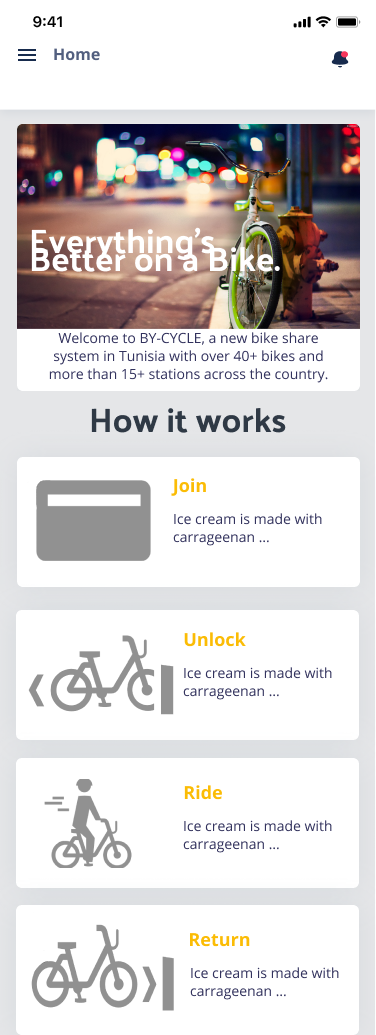 9:41
Home
Everything's
Better on a Bike.
Welcome to BY-CYCLE, a new bike share
system in Tunisia with over 40+ bikes and
more than 15+ stations across the country.
How it works
Join
Ice cream is made with
carrageenan ...
Unlock
Ice cream is made with
carrageenan ...
Ride
Ice cream is made with
carrageenan ...
Return
Ice cream is made with
carrageenan ...